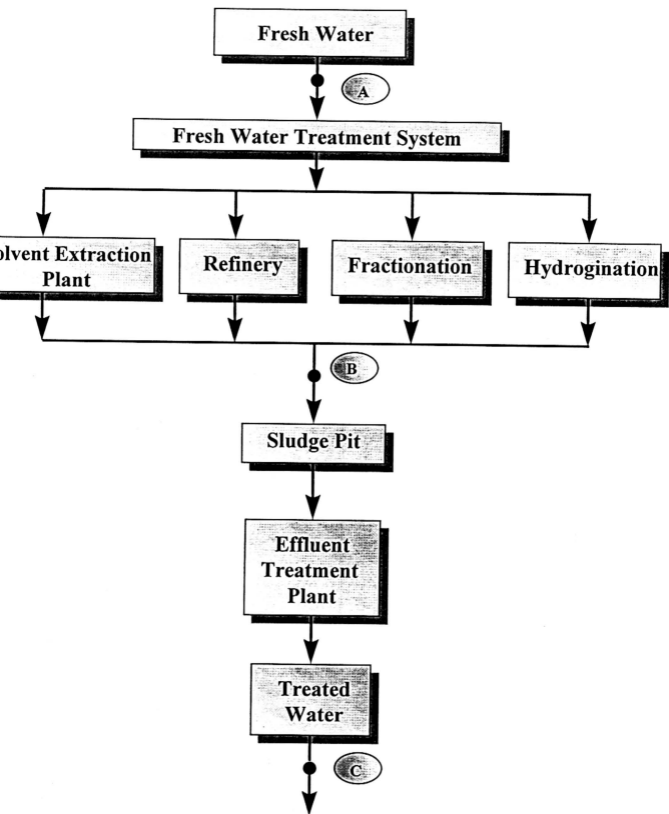 Fresh Water
A
Fresh Water Treatment System
olvent Extraction
Plant
Refinery
Fractionation
Hydrogination
B
Sludge Pit
Effluent
Treatment
Plant
Treated
Water
C